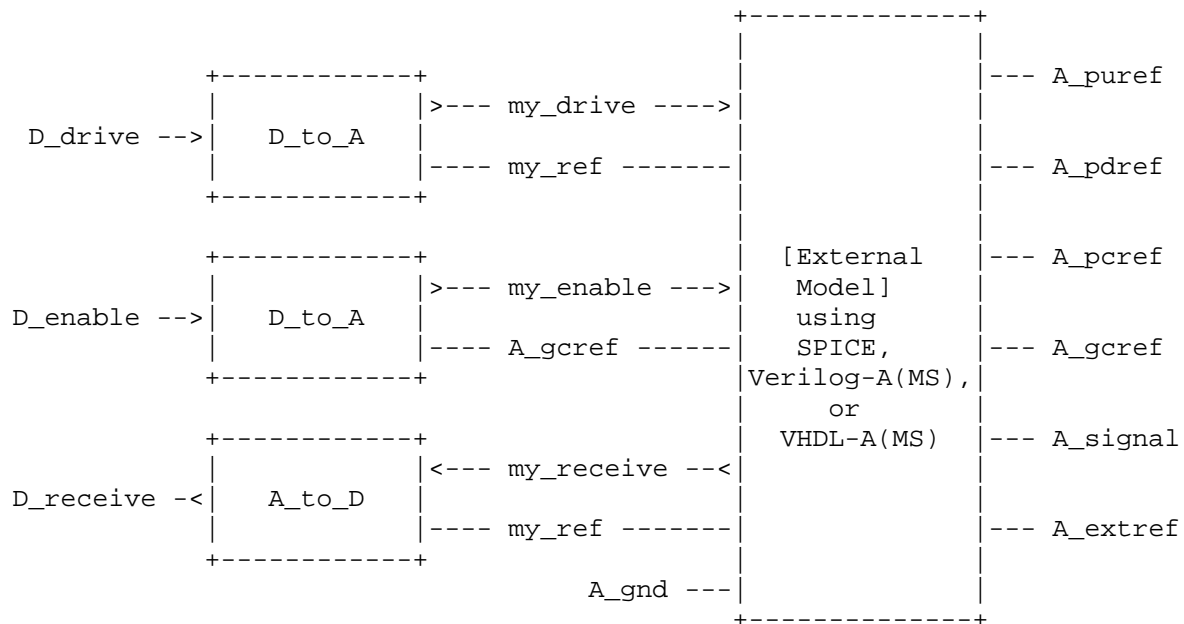 A_puref
>--- my_drive ---->
D_drive --> D_to_A
---- my_ref ------- A_pdref
[External A_pcref
>--- my_enable ---> Model]
D_enable --> D_to_A using
---- A_gcref ------ SPICE, A_gcref
Verilog-A(MS),
or
VHDL-A(MS) A_signal
<--- my_receive --<
D_receive -< A_to_D
---- my_ref ------- A_extref
A_gnd ---